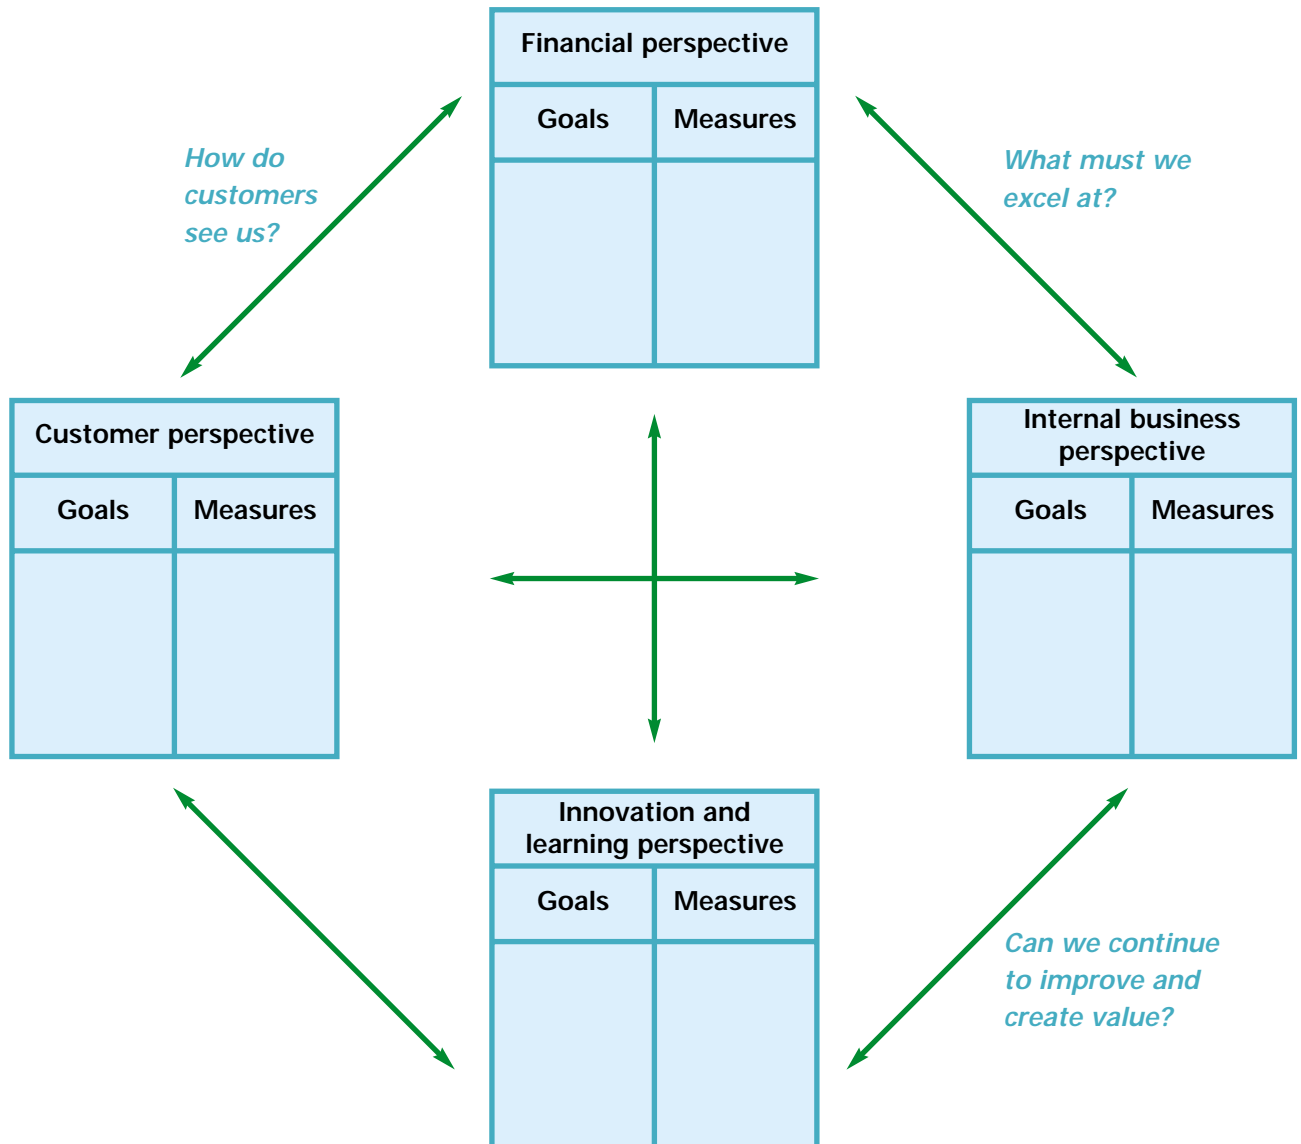 Financial perspective
Goals Measures
How do
customers
see us?
What must we
excel at?
Customer perspective
Goals Measures
Internal business
perspective
Goals Measures
Innovation and
learning perspective
Goals Measures
Can we continue
to improve and
create value?